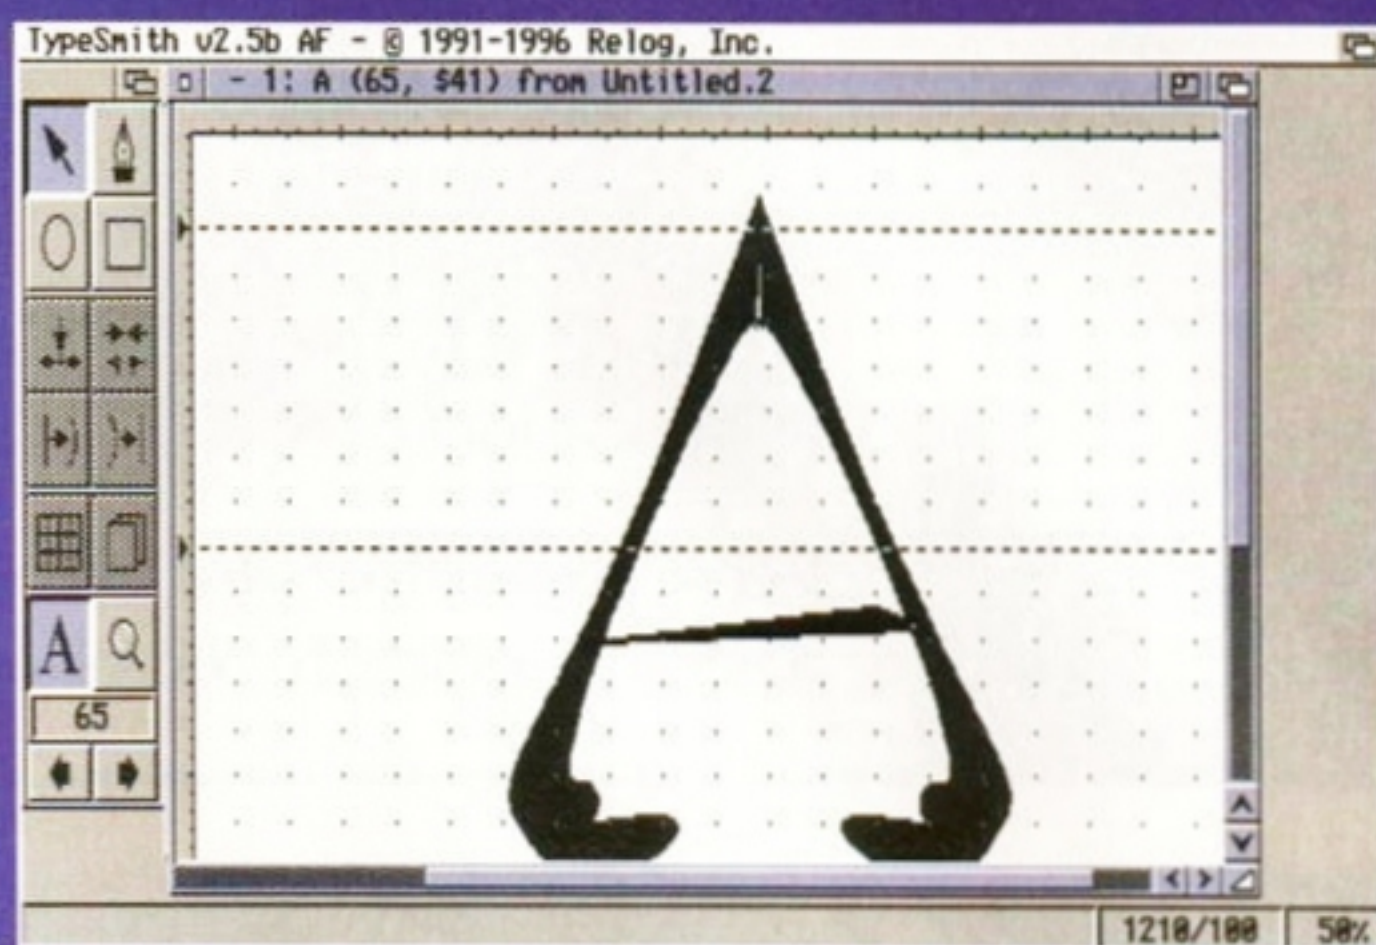 TypeSmith v2.5b AF - © 1991-1996 Relog, Inc.
- 1: A (65, $41) from Untitled.2
A
A
65
1210/100
50%